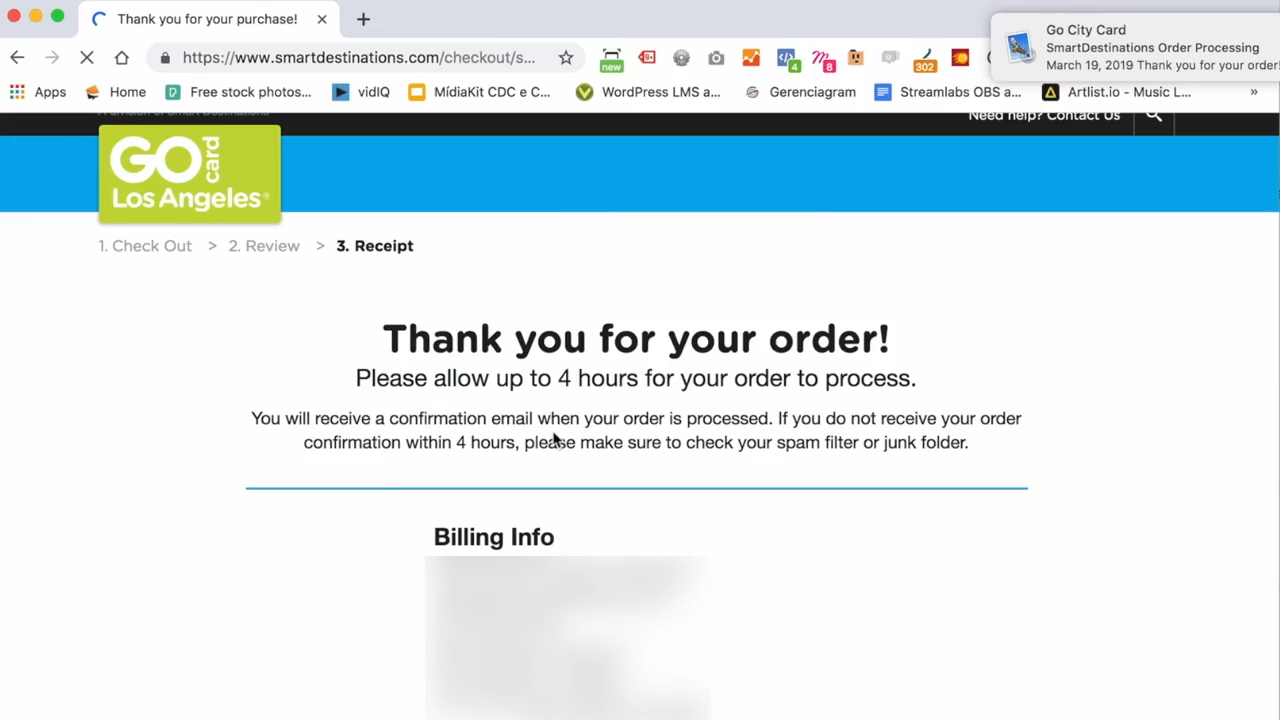 Thank you for your purchase!
Go City Card
SmartDestinations Order Processing
March 19, 2019 Thank you for your order!
https://www.smartdestinations.com/checkout/s...
new
9+
4
8
302
Apps
Home
Free stock photos...
vidIQ
MídiaKit CDC e C...
WordPress LMS a...
Gerenciagram
Streamlabs OBS a...
Artlist.io - Music L...
»
A division of Smart Destinations
Need help? Contact Us
GO card
Los Angeles®
1. Check Out > 2. Review > 3. Receipt
Thank you for your order!
Please allow up to 4 hours for your order to process.
You will receive a confirmation email when your order is processed. If you do not receive your order
confirmation within 4 hours, please make sure to check your spam filter or junk folder.
Billing Info